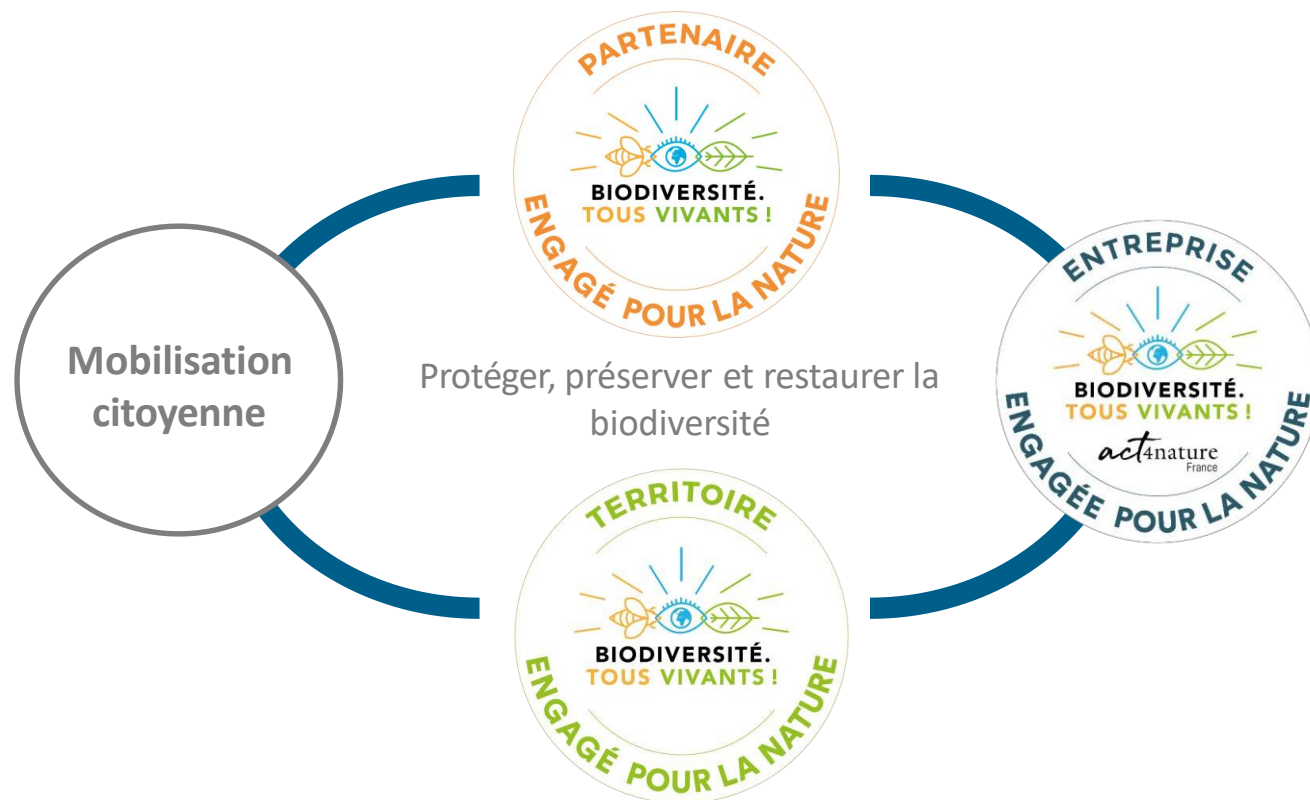 PARTENAIRE
BIODIVERSITÉ.
TOUS VIVANTS !
ENGAGÉ POUR LA NATURE
Mobilisation
citoyenne
Protéger, préserver et restaurer la
biodiversité
ENTREPRISE
BIODIVERSITÉ.
TOUS VIVANTS !
act4nature
France
ENGAGÉE POUR LA NATURE
TERRITOIRE
BIODIVERSITÉ.
TOUS VIVANTS !
ENGAGÉ POUR LA NATURE